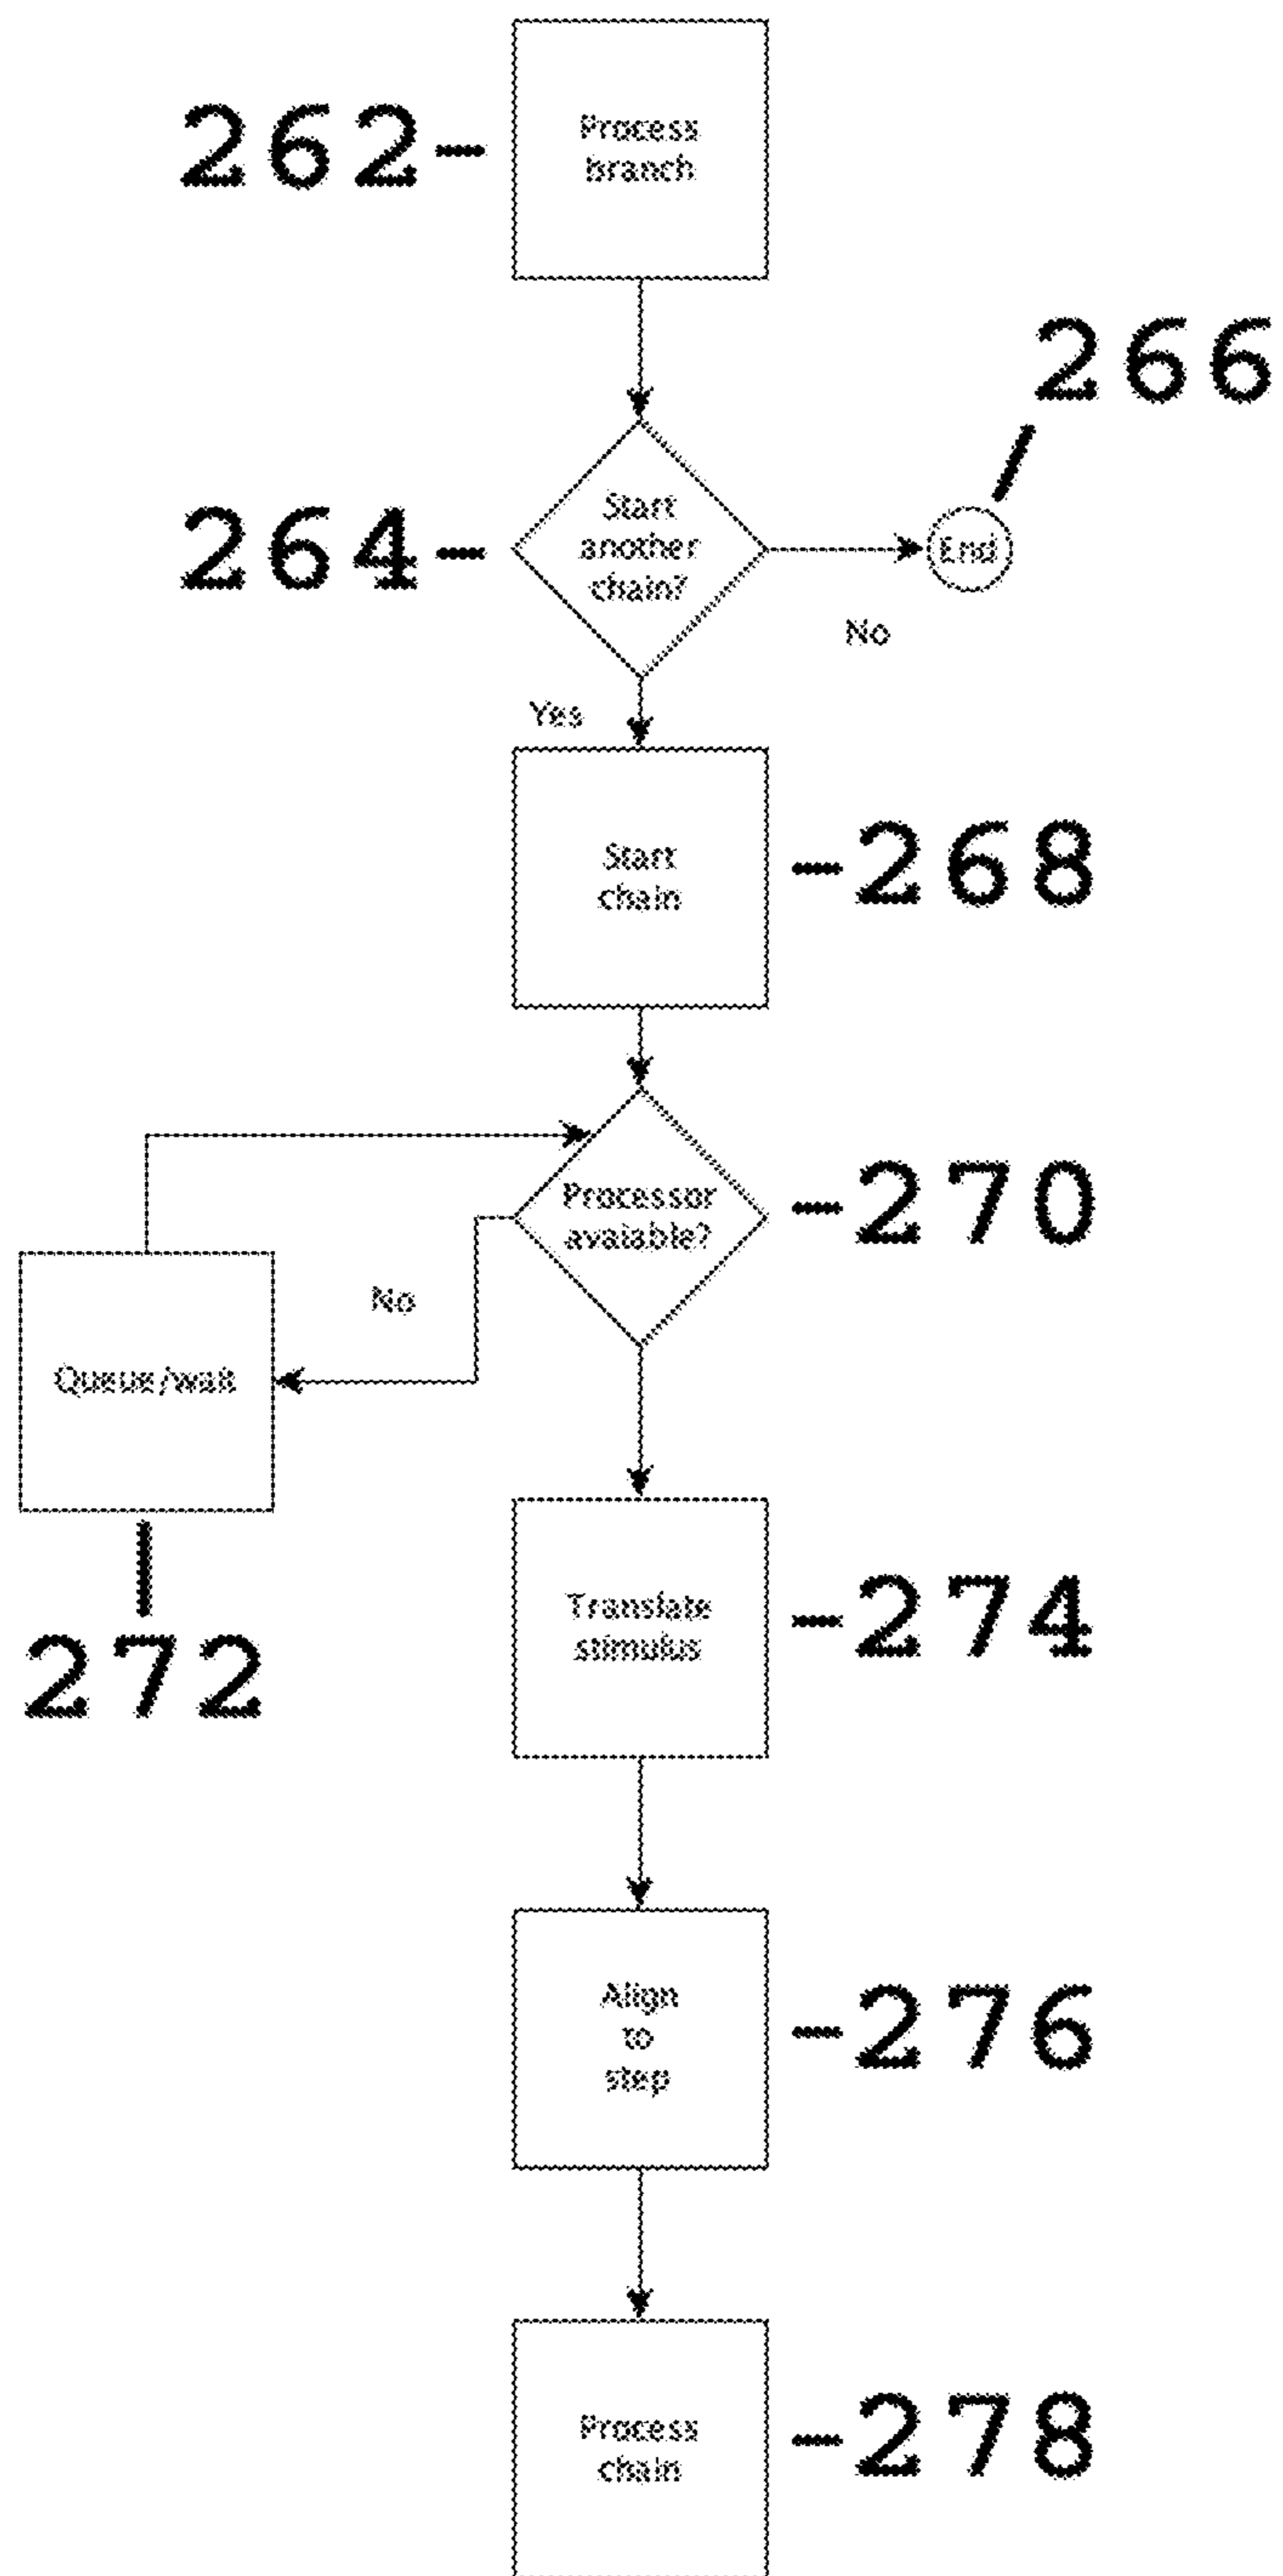 262-
Process
branch
266
264-
Start
another
chain?
End
No
Yes
Start
chain
-268
Processor
avaiable?
-270
No
Queue/wait
272
Translate
stimulus
-274
Align
to
step
-276
Process
chain
-278